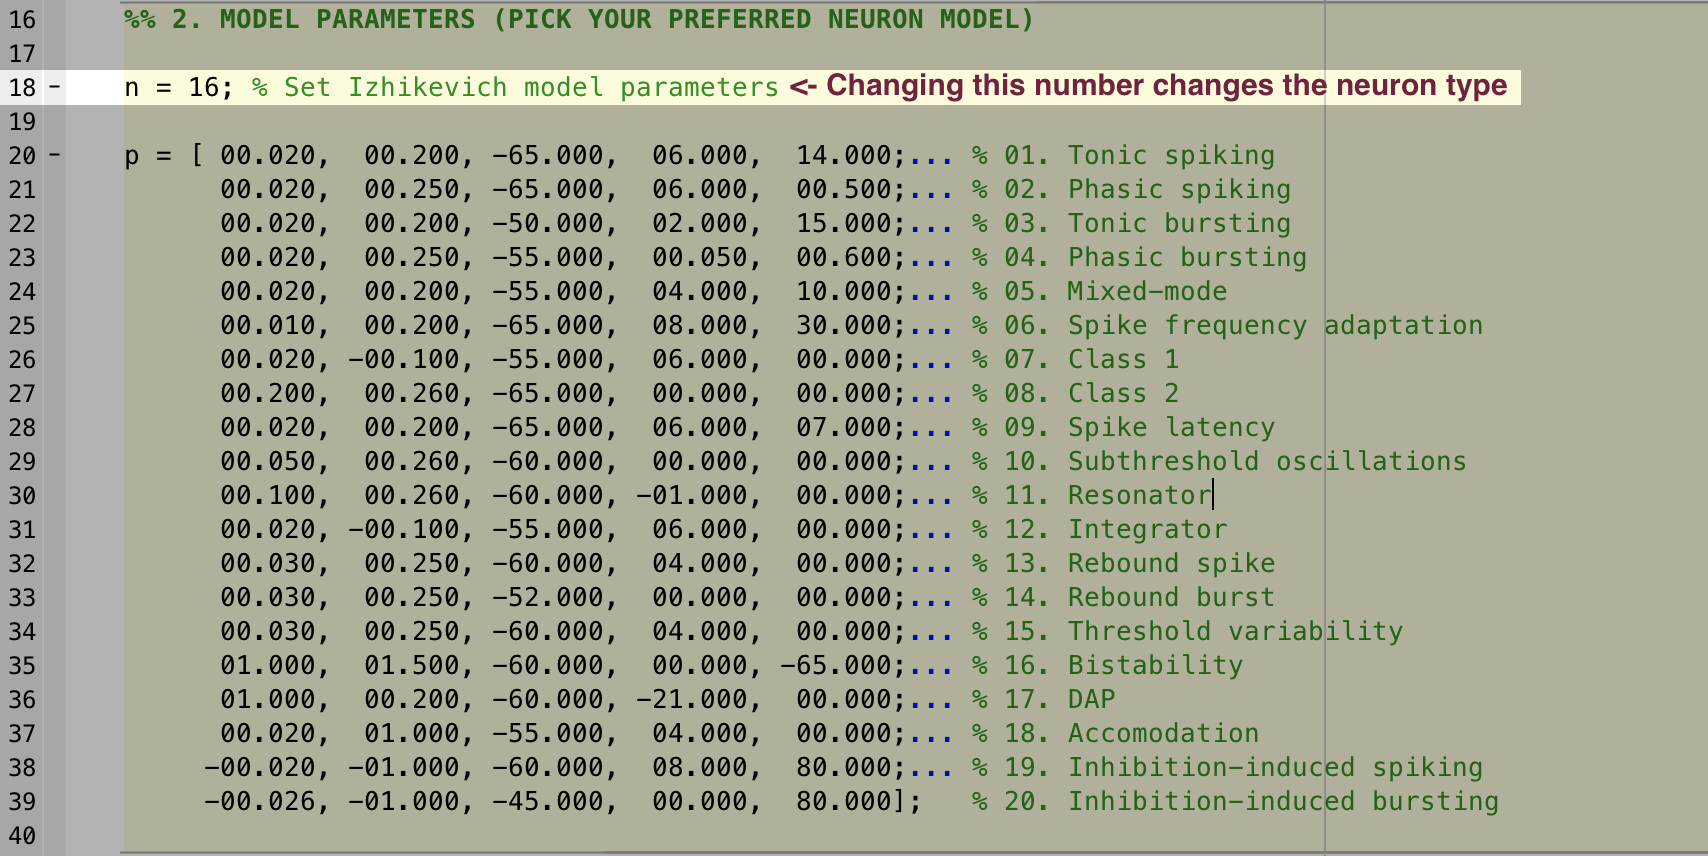 16 %% 2. MODEL PARAMETERS (PICK YOUR PREFERRED NEURON MODEL)
17
18 - n = 16; % Set Izhikevich model parameters <- Changing this number changes the neuron type
19
20 - p = [ 00.020, 00.200, -65.000, 06.000, 14.000;... % 01. Tonic spiking
21 00.020, 00.250, -65.000, 06.000, 00.500;... % 02. Phasic spiking
22 00.020, 00.200, -50.000, 02.000, 15.000;... % 03. Tonic bursting
23 00.020, 00.250, -55.000, 00.050, 00.600;... % 04. Phasic bursting
24 00.020, 00.200, -55.000, 04.000, 10.000;... % 05. Mixed-mode
25 00.010, 00.200, -65.000, 08.000, 30.000;... % 06. Spike frequency adaptation
26 00.020, -00.100, -55.000, 06.000, 00.000;... % 07. Class 1
27 00.200, 00.260, -65.000, 00.000, 00.000;... % 08. Class 2
28 00.020, 00.200, -65.000, 06.000, 07.000;... % 09. Spike latency
29 00.050, 00.260, -60.000, 00.000, 00.000;... % 10. Subthreshold oscillations
30 00.100, 00.260, -60.000, -01.000, 00.000;... % 11. Resonator
31 00.020, -00.100, -55.000, 06.000, 00.000;... % 12. Integrator
32 00.030, 00.250, -60.000, 04.000, 00.000;... % 13. Rebound spike
33 00.030, 00.250, -52.000, 00.000, 00.000;... % 14. Rebound burst
34 00.030, 00.250, -60.000, 04.000, 00.000;... % 15. Threshold variability
35 01.000, 01.500, -60.000, 00.000, -65.000;... % 16. Bistability
36 01.000, 00.200, -60.000, -21.000, 00.000;... % 17. DAP
37 00.020, 01.000, -55.000, 04.000, 00.000;... % 18. Accomodation
38 -00.020, -01.000, -60.000, 08.000, 80.000;... % 19. Inhibition-induced spiking
39 -00.026, -01.000, -45.000, 00.000, 80.000]; % 20. Inhibition-induced bursting
40